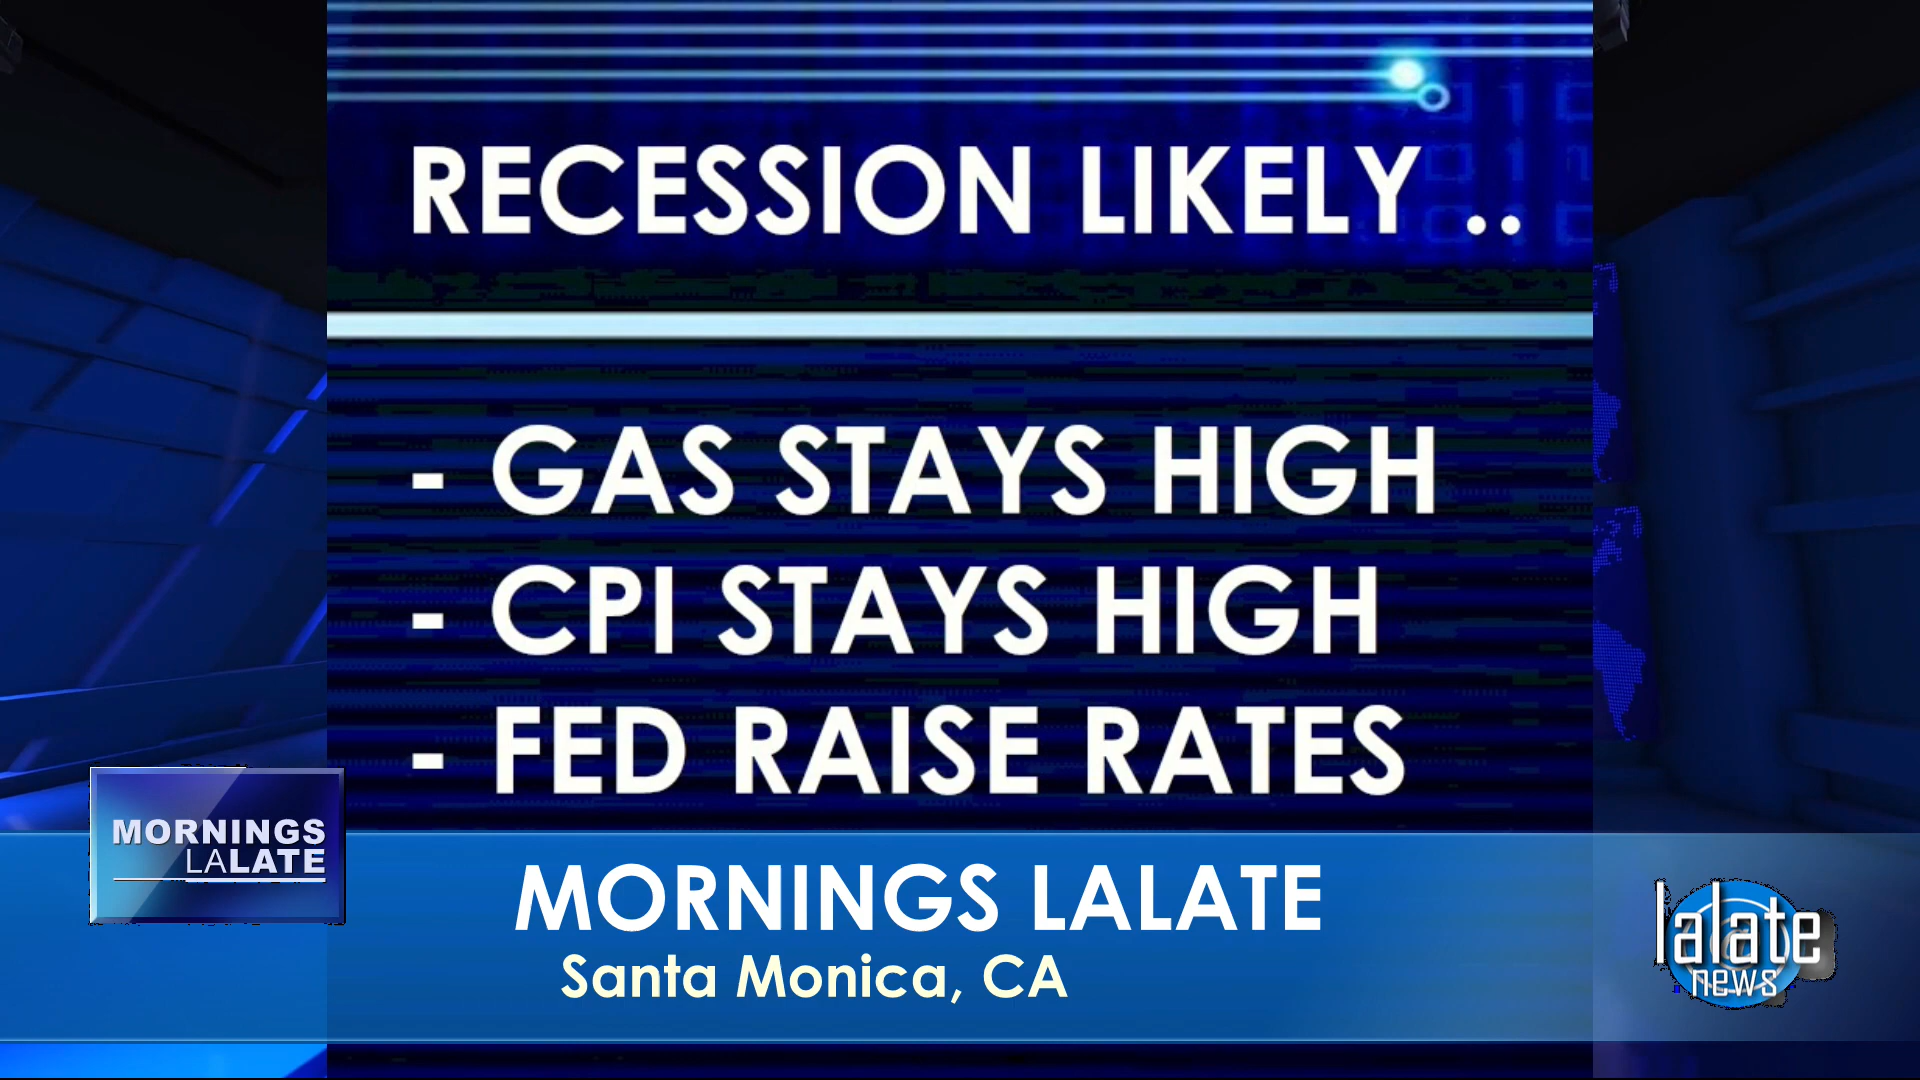 RECESSION LIKELY ..
- GAS STAYS HIGH
- CPI STAYS HIGH
- FED RAISE RATES
MORNINGS
LALATE
MORNINGS LALATE
Santa Monica, CA
lalate
news